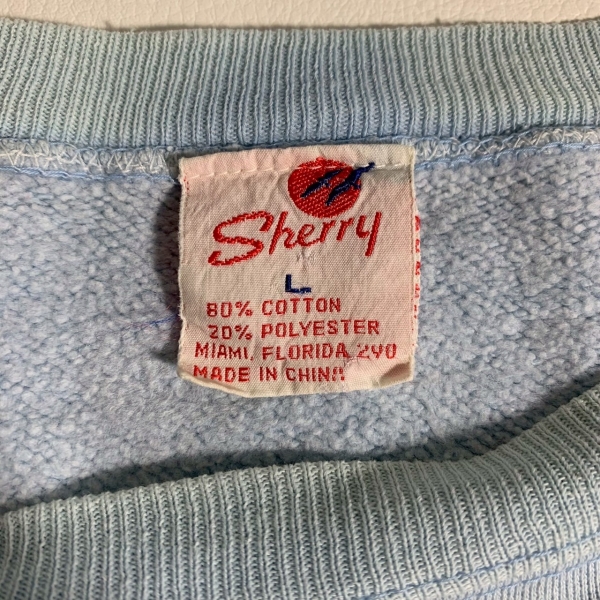 Sherry
L
80% COTTON
20% POLYESTER
MIAMI, FLORIDA 240
MADE IN CHINA